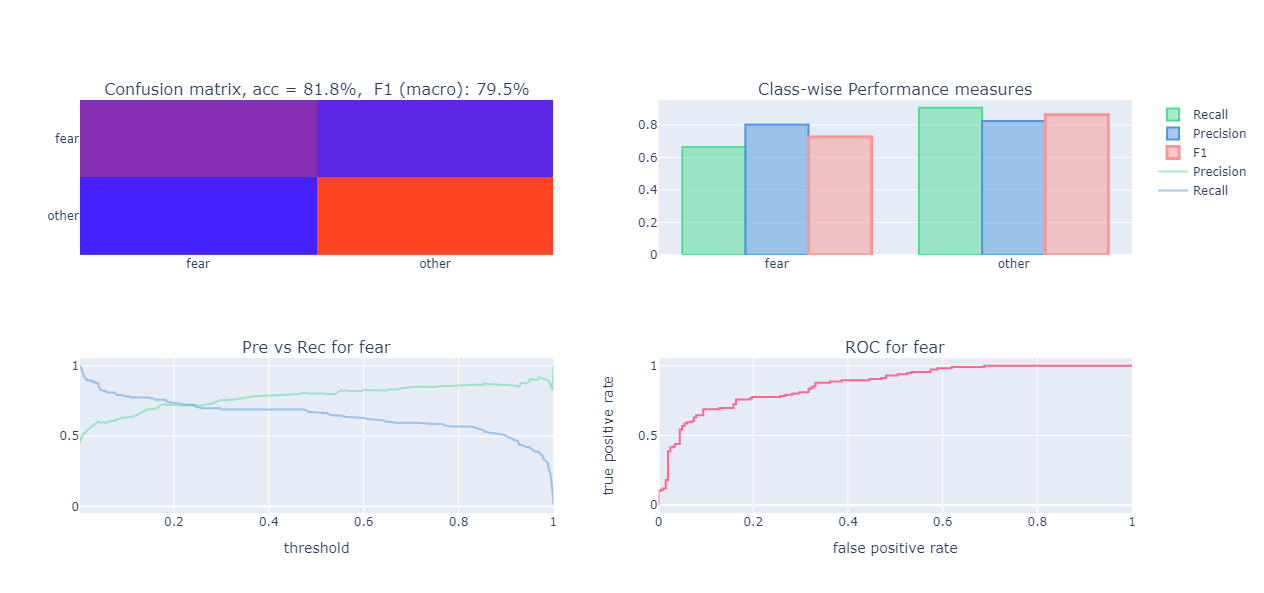 Confusion matrix, acc = 81.8%,  F1 (macro): 79.5%
fear
other
fear
other
Class-wise Performance measures
0.8
0.6
0.4
0.2
0
fear
other
Recall
Precision
F1
Precision
Recall
Pre vs Rec for fear
1
0.5
0
0.2
0.4
0.6
0.8
1
threshold
ROC for fear
true positive rate
1
0.5
0
0
0.2
0.4
0.6
0.8
1
false positive rate